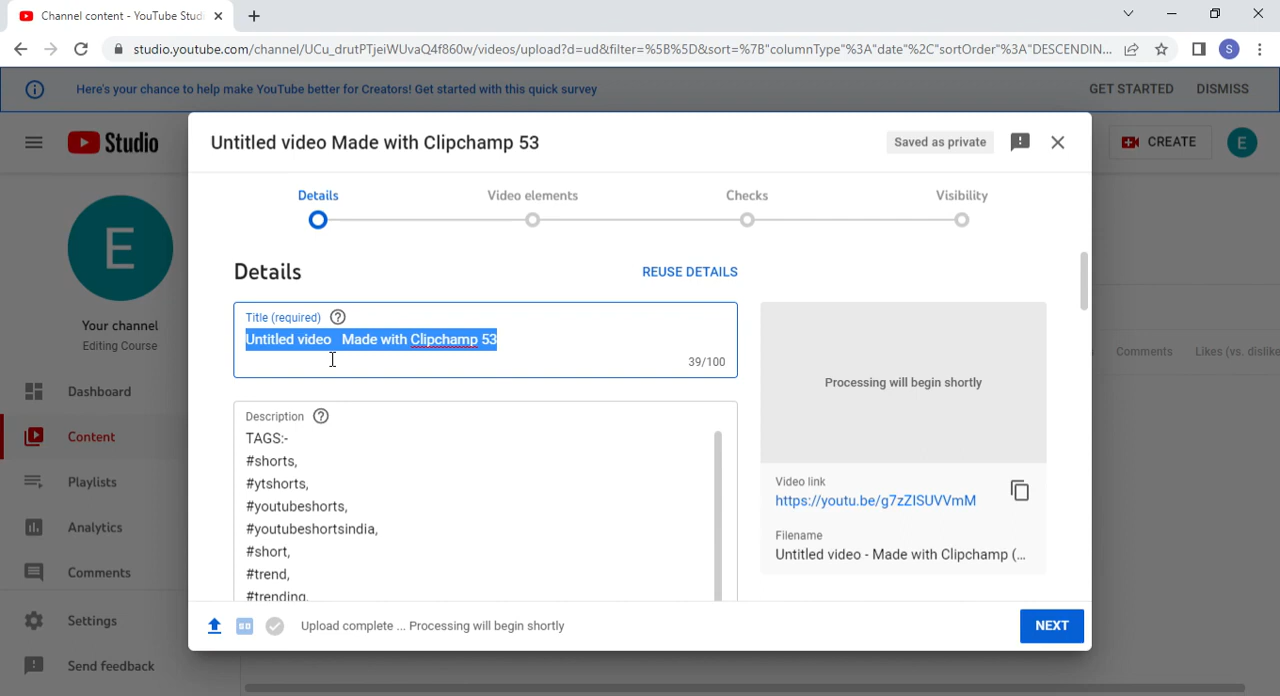 Channel content - YouTube Studi
studio.youtube.com/channel/UCu_drutPTjeiWUvaQ4f860w/videos/upload?d=ud&filter=%5B%5D&sort=%7B"columnType"%3A"date"%2C"sortOrder"%3A"DESCENDIN...
S
Here's your chance to help make YouTube better for Creators! Get started with this quick survey
GET STARTED
DISMISS
Studio
CREATE
E
E
Your channel
Editing Course
Dashboard
Content
Playlists
Analytics
Comments
Settings
Send feedback
Untitled video Made with Clipchamp 53
Saved as private
Details
Video elements
Checks
Visibility
Details
REUSE DETAILS
Title (required)
Untitled video   Made with Clipchamp 53
39/100
Description
TAGS:-
#shorts,
#ytshorts,
#youtubeshorts,
#youtubeshortsindia,
#short,
#trend,
#trending,
Processing will begin shortly
Video link
https://youtu.be/g7zZISUVVmM
Filename
Untitled video - Made with Clipchamp (...
Comments
Likes (vs. dislike
Upload complete ... Processing will begin shortly
NEXT